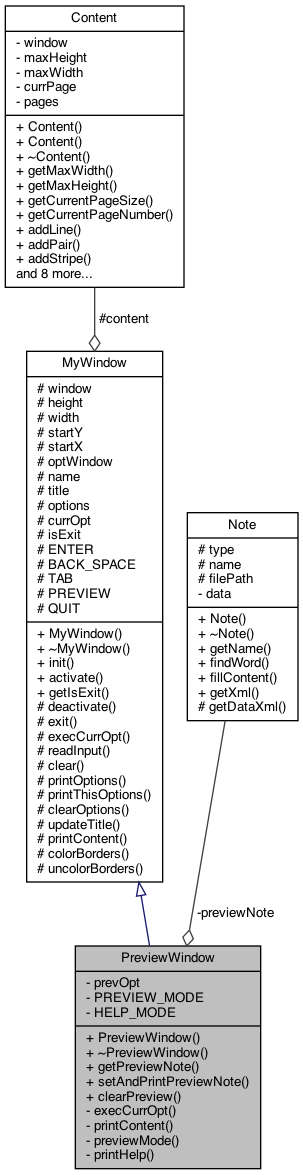 Content
- window
- maxHeight
- maxWidth
- currPage
- pages
+ Content()
+ Content()
+ ~Content()
+ getMaxWidth()
+ getMaxHeight()
+ getCurrentPageSize()
+ getCurrentPageNumber()
+ addLine()
+ addPair()
+ addStripe()
and 8 more...
#content
MyWindow
# window
# height
# width
# startY
# startX
# optWindow
# name
# title
# options
# currOpt
# isExit
# ENTER
# BACK_SPACE
# TAB
# PREVIEW
# QUIT
+ MyWindow()
+ ~MyWindow()
+ init()
+ activate()
+ getIsExit()
# deactivate()
# exit()
# execCurrOpt()
# readInput()
# clear()
# printOptions()
# printThisOptions()
# clearOptions()
# updateTitle()
# printContent()
# colorBorders()
# uncolorBorders()
Note
# type
# name
# filePath
- data
+ Note()
+ ~Note()
+ getName()
+ findWord()
+ fillContent()
+ getXml()
# getDataXml()
-previewNote
PreviewWindow
- prevOpt
- PREVIEW_MODE
- HELP_MODE
+ PreviewWindow()
+ ~PreviewWindow()
+ getPreviewNote()
+ setAndPrintPreviewNote()
+ clearPreview()
- execCurrOpt()
- printContent()
- previewMode()
- printHelp()